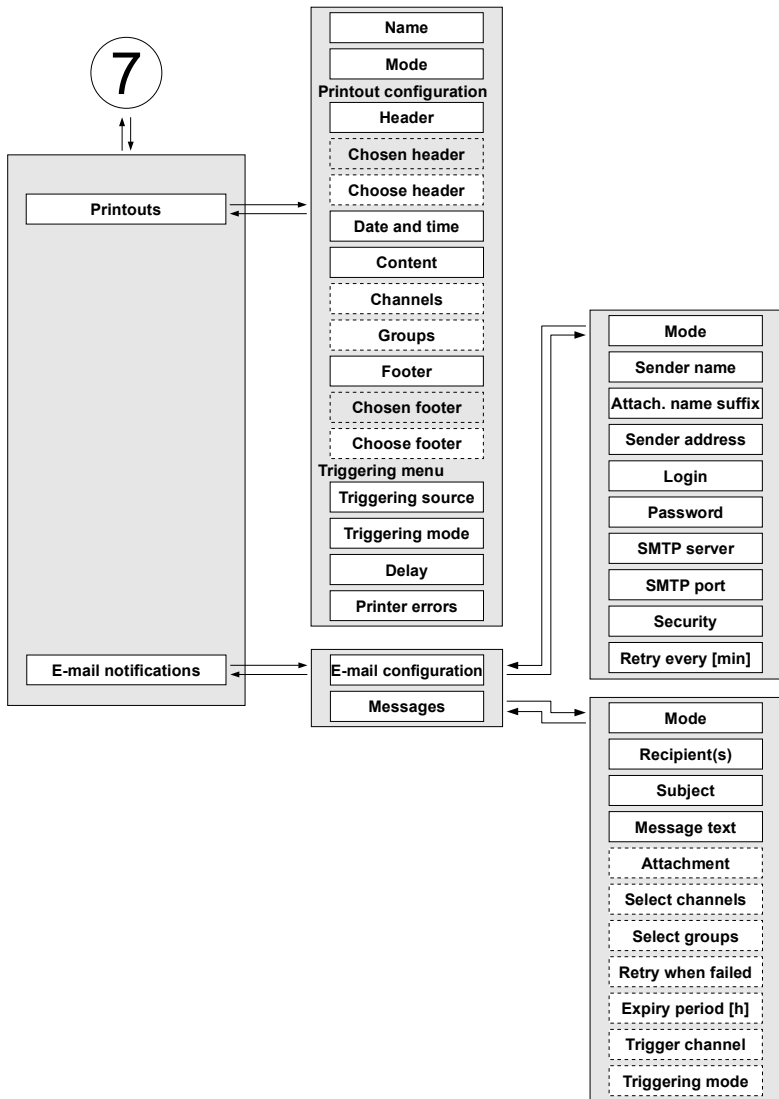 7
Printouts
E-mail notifications
Name
Mode
Printout configuration
Header
Chosen header
Choose header
Date and time
Content
Channels
Groups
Footer
Chosen footer
Choose footer
Triggering menu
Triggering source
Triggering mode
Delay
Printer errors
E-mail configuration
Messages
Mode
Sender name
Attach. name suffix
Sender address
Login
Password
SMTP server
SMTP port
Security
Retry every [min]
Mode
Recipient(s)
Subject
Message text
Attachment
Select channels
Select groups
Retry when failed
Expiry period [h]
Trigger channel
Triggering mode